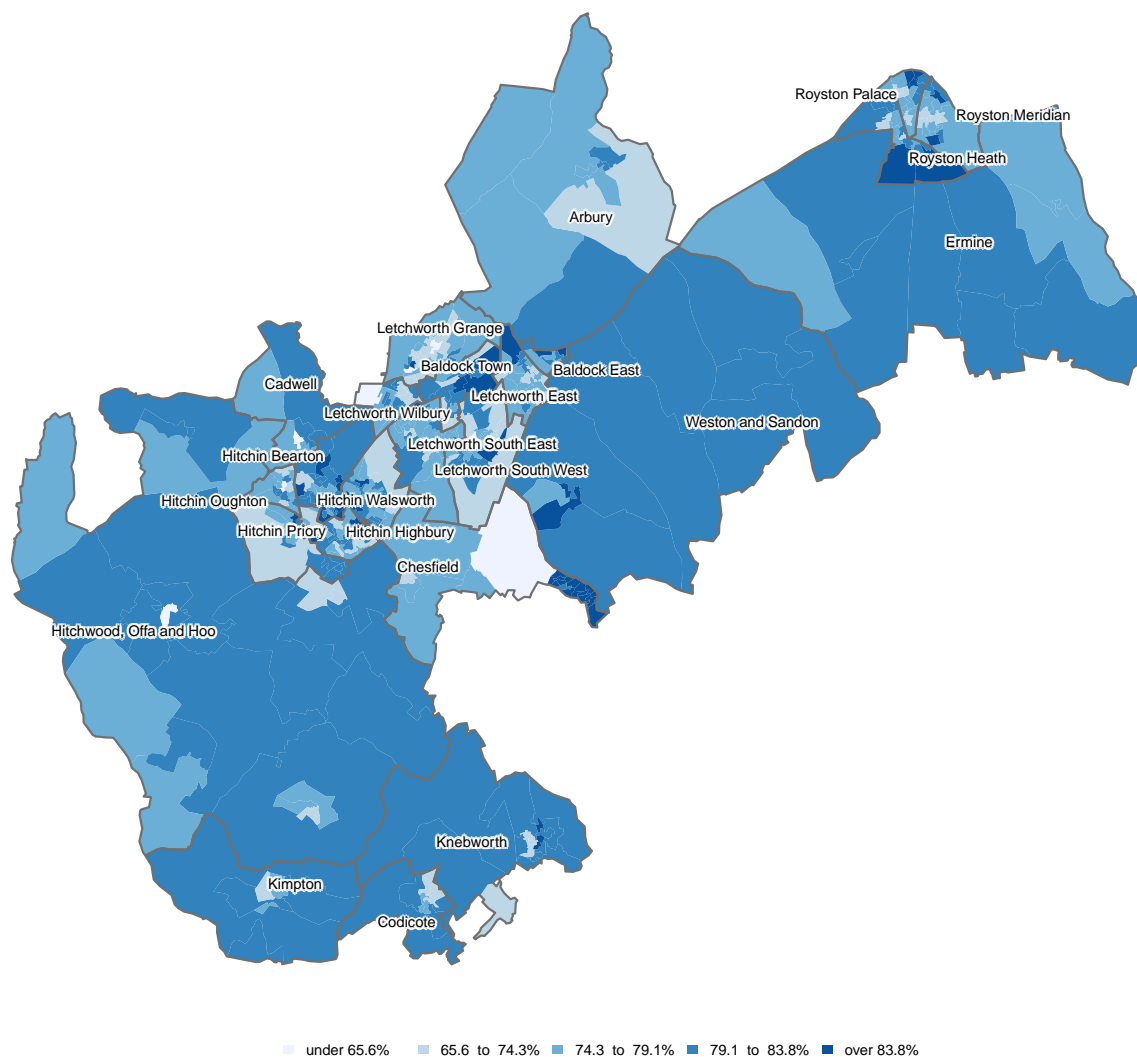 Royston Palace
Royston Meridian
Royston Heath
Arbury
Ermine
Letchworth Grange
Baldock Town
Baldock East
Cadwell
Letchworth East
Letchworth Wilbury
Weston and Sandon
Letchworth South East
Hitchin Bearton
Letchworth South West
Hitchin Oughton
Hitchin Walsworth
Hitchin Priory
Hitchin Highbury
Chesfield
Hitchwood, Offa and Hoo
Knebworth
Kimpton
Codicote
under 65.6% 65.6 to 74.3% 74.3 to 79.1% 79.1 to 83.8% over 83.8%